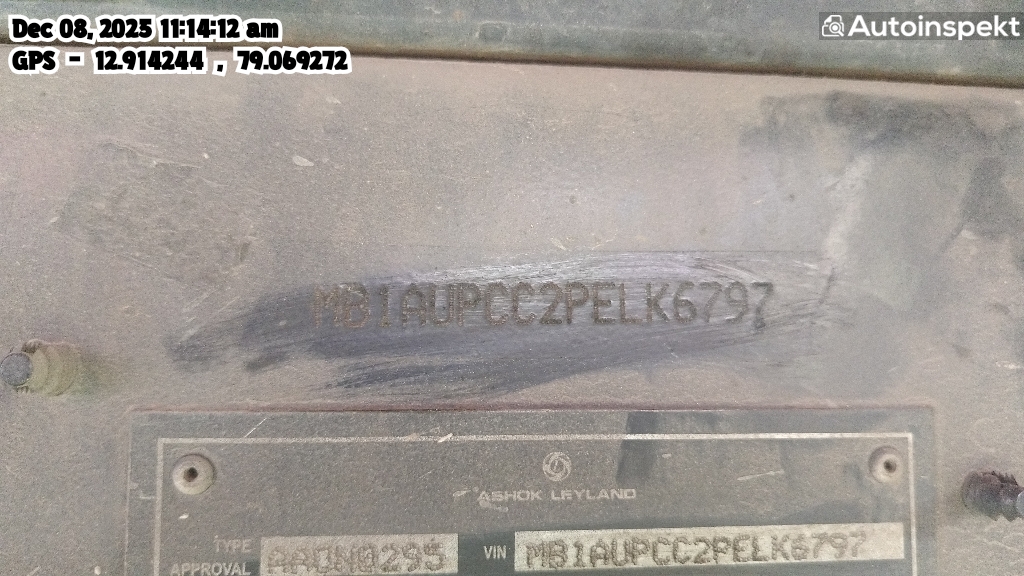 Dec 08, 2025 11:14:12 am
GPS - 12.914244 , 79.069272
Autoinspekt
MB1AUPCC2PELK6797
ASHOK LEYLAND
TYPE
APPROVAL AAON0295
VIN MB1AUPCC2PELK6797